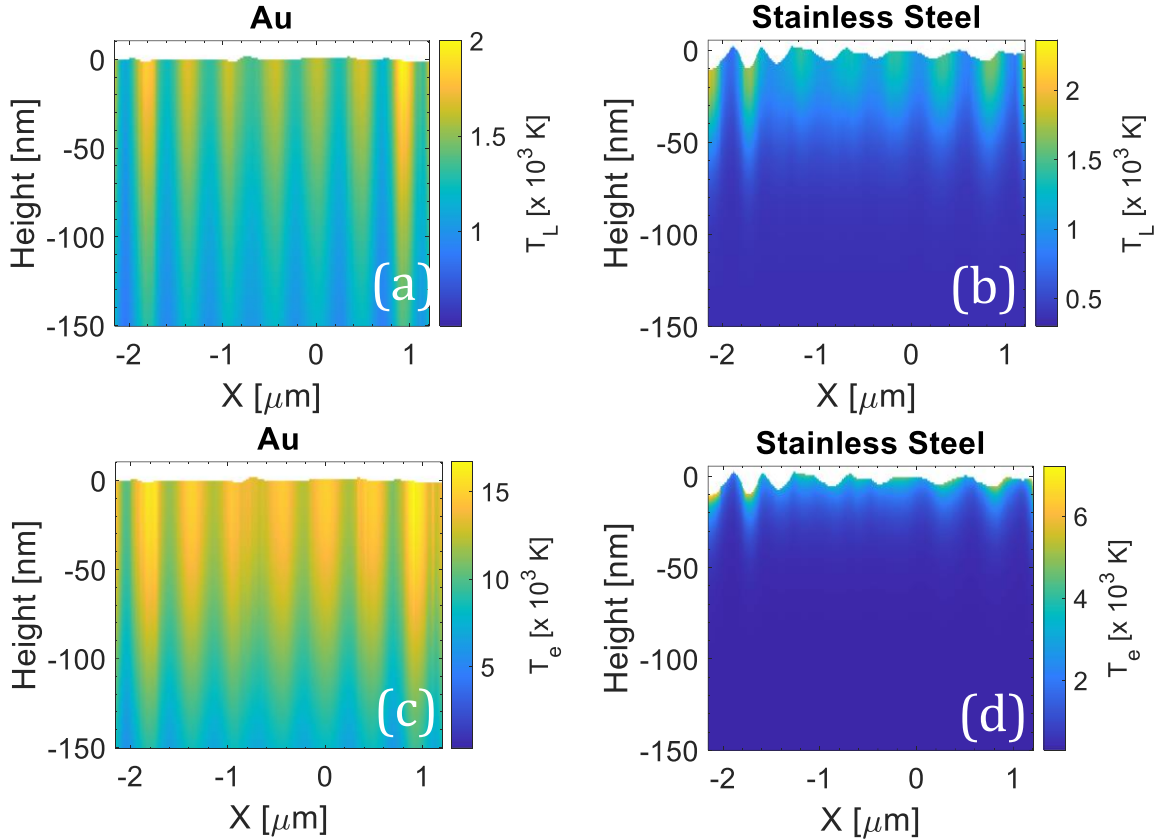 Au
0
-50
-100
-150
Height [nm]
-2
-1
0
1
X [μm]
(a)
2
1.5
1
T_L [x 10^3 K]
Stainless Steel
0
-50
-100
-150
Height [nm]
-2
-1
0
1
X [μm]
(b)
2
1.5
1
0.5
T_L [x 10^3 K]
Au
0
-50
-100
-150
Height [nm]
-2
-1
0
1
X [μm]
(c)
15
10
5
T_e [x 10^3 K]
Stainless Steel
0
-50
-100
-150
Height [nm]
-2
-1
0
1
X [μm]
(d)
6
4
2
T_e [x 10^3 K]